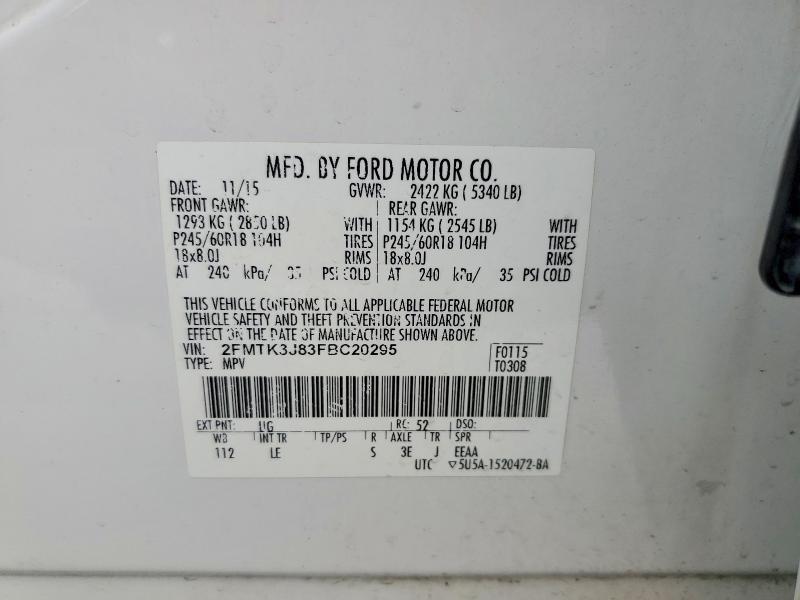 MFD. BY FORD MOTOR CO.
DATE: 11/15 GVWR: 2422 KG ( 5340 LB)
FRONT GAWR: REAR GAWR:
1293 KG ( 2850 LB) WITH 1154 KG ( 2545 LB) WITH
P245/60R18 104H TIRES P245/60R18 104H TIRES
18x8.0J RIMS 18x8.0J RIMS
AT 240 kPa/ 35 PSI COLD AT 240 kPa/ 35 PSI COLD
THIS VEHICLE CONFORMS TO ALL APPLICABLE FEDERAL MOTOR
VEHICLE SAFETY AND THEFT PREVENTION STANDARDS IN
EFFECT ON THE DATE OF MANUFACTURE SHOWN ABOVE.
VIN: 2FMTK3J83FBC20295 F0115
TYPE: MPV T0308
EXT PNT: UG RC: 52 DSO:
WB INT TR TP/PS R AXLE TR SPR
112 LE S 3E J EEAA
UTC ▽5U5A-1520472-BA